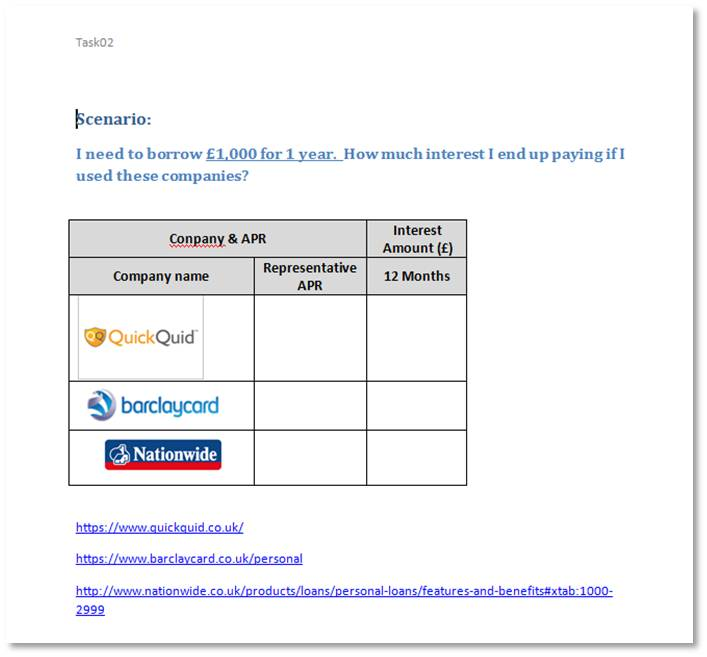 Task02
Scenario:
I need to borrow £1,000 for 1 year.  How much interest I end up paying if I
used these companies?
Conpany & APR
Interest
Amount (£)
Company name
Representative
APR
12 Months
QuickQuid™
barclaycard
Nationwide
https://www.quickquid.co.uk/
https://www.barclaycard.co.uk/personal
http://www.nationwide.co.uk/products/loans/personal-loans/features-and-benefits#xtab:1000-
2999